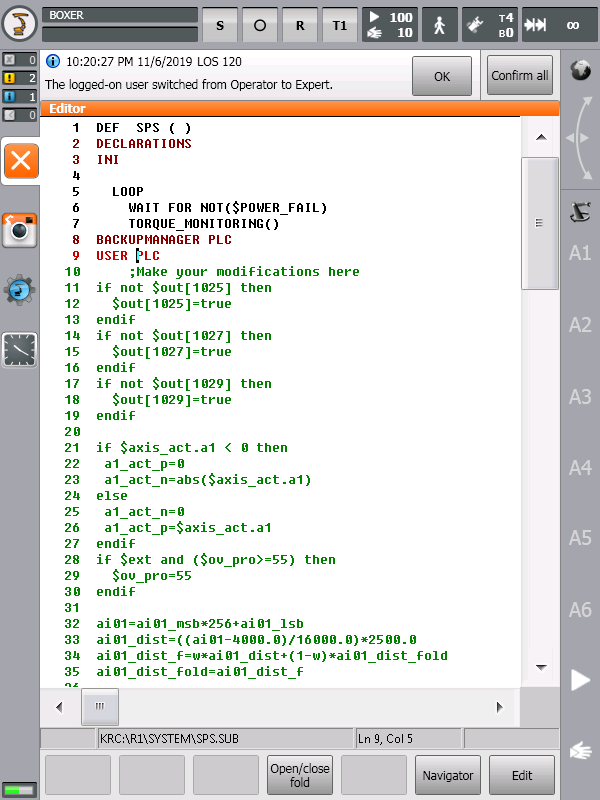 BOXER
S
O
R
T1
100
10
T4
B0
∞
0
2
1
0
10:20:27 PM 11/6/2019 LOS 120
The logged-on user switched from Operator to Expert.
OK
Confirm all
Editor
1 DEF SPS ( )
2 DECLARATIONS
3 INI
4
5 LOOP
6 WAIT FOR NOT($POWER_FAIL)
7 TORQUE_MONITORING()
8 BACKUPMANAGER PLC
9 USER PLC
10 ;Make your modifications here
11 if not $out[1025] then
12 $out[1025]=true
13 endif
14 if not $out[1027] then
15 $out[1027]=true
16 endif
17 if not $out[1029] then
18 $out[1029]=true
19 endif
20
21 if $axis_act.a1 < 0 then
22 a1_act_p=0
23 a1_act_n=abs($axis_act.a1)
24 else
25 a1_act_n=0
26 a1_act_p=$axis_act.a1
27 endif
28 if $ext and ($ov_pro>=55) then
29 $ov_pro=55
30 endif
31
32 ai01=ai01_msb*256+ai01_lsb
33 ai01_dist=((ai01-4000.0)/16000.0)*2500.0
34 ai01_dist_f=w*ai01_dist+(1-w)*ai01_dist_fold
35 ai01_dist_fold=ai01_dist_f
A1
A2
A3
A4
A5
A6
KRC:\R1\SYSTEM\SPS.SUB
Ln 9, Col 5
Open/close
fold
Navigator
Edit